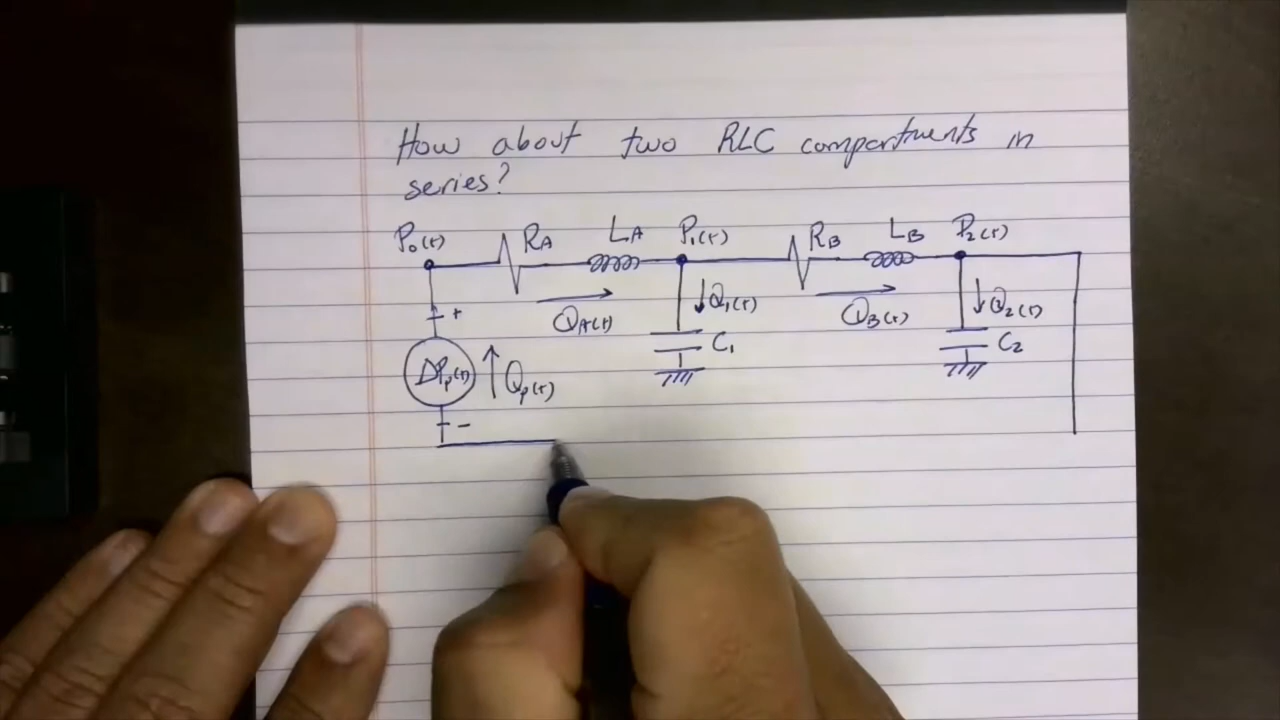 How about two RLC compartments in
series?
P₀(t) RA LA P₁(t) RB LB P₂(t)
QA(t) Q₁(t) QB(t) Q₂(t)
+ C₁ C₂
ΔPp(t) Qp(t)
-